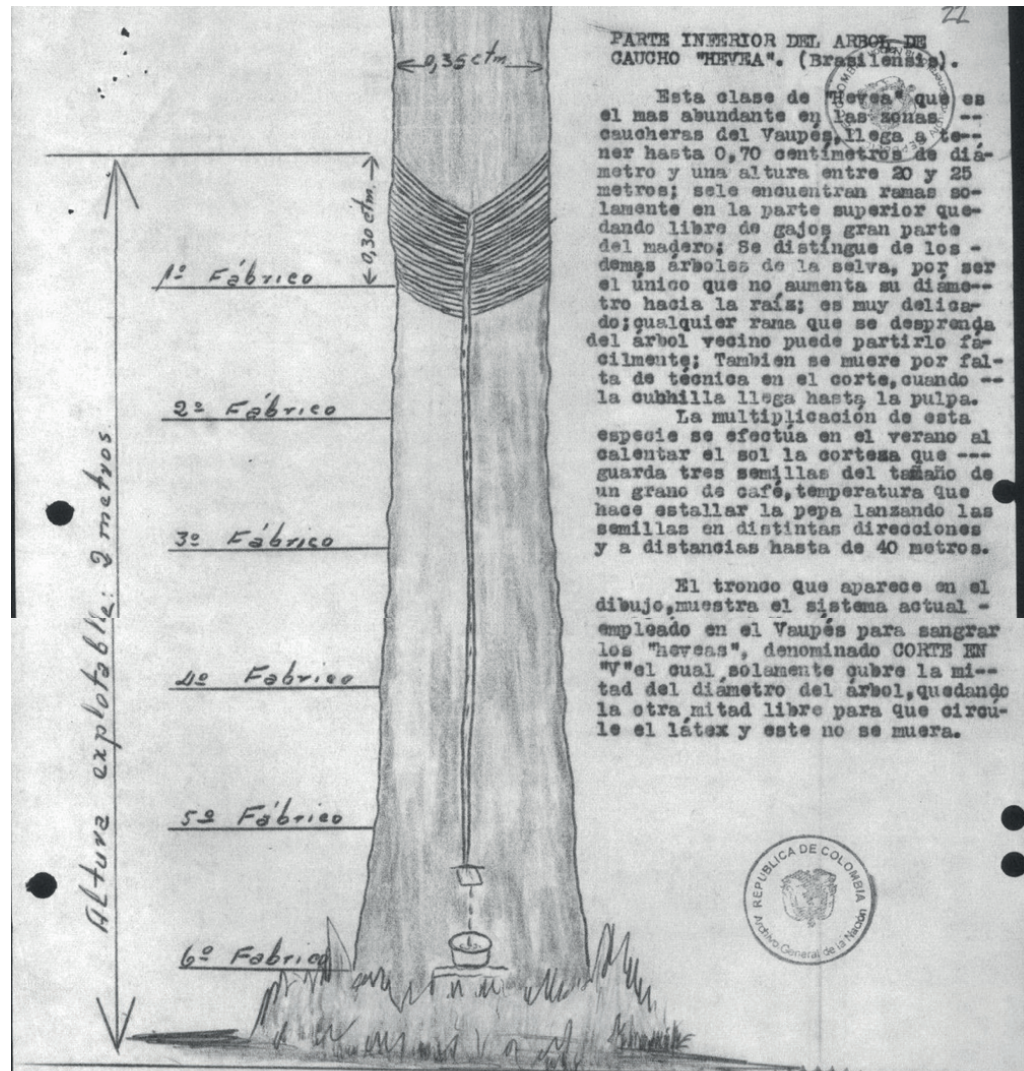 22
PARTE INFERIOR DEL ARBOL DE
CAUCHO "HEVEA". (Brasilensis).
Esta clase de "Hevea" que es
el mas abundante en las zonas --
caucheras del Vaupés, llega a te--
ner hasta 0,70 centímetros de diá-
metro y una altura entre 20 y 25
metros; sele encuentran ramas so-
lamente en la parte superior que-
dando libre de gajos gran parte
del madero; Se distingue de los -
demas árboles de la selva, por ser
el único que no aumenta su diáme-
tro hacia la raís; es muy delica-
do; cualquier rama que se desprenda
del árbol vecino puede partirlo fá-
cilmente; Tambien se muere por fal-
ta de técnica en el corte, cuando --
la cubhilla llega hasta la pulpa.
La multiplicación de esta
especie se efectúa en el verano al
calentar el sol la cortesa que ---
guarda tres semillas del tamaño de
un grano de café, temperatura que
hace estallar la pepa lanzando las
semillas en distintas direcciones
y a distancias hasta de 40 metros.
El tronco que aparece en el
dibujo, muestra el sistema actual -
empleado en el Vaupés para sangrar
los "heveas", denominado CORTE EN
"V" el cual solamente cubre la mi--
tad del diámetro del árbol, quedando
la otra mitad libre para que circu-
le el látex y este no se muera.
0,35 ctm.
0,30 ctm.
1º Fábrico
2º Fábrico
3º Fábrico
4º Fabrico
5º Fábrico
6º Fabrico
Altura explotable: 2 metros
REPUBLICA DE COLOMBIA
Archivo General de la Nación